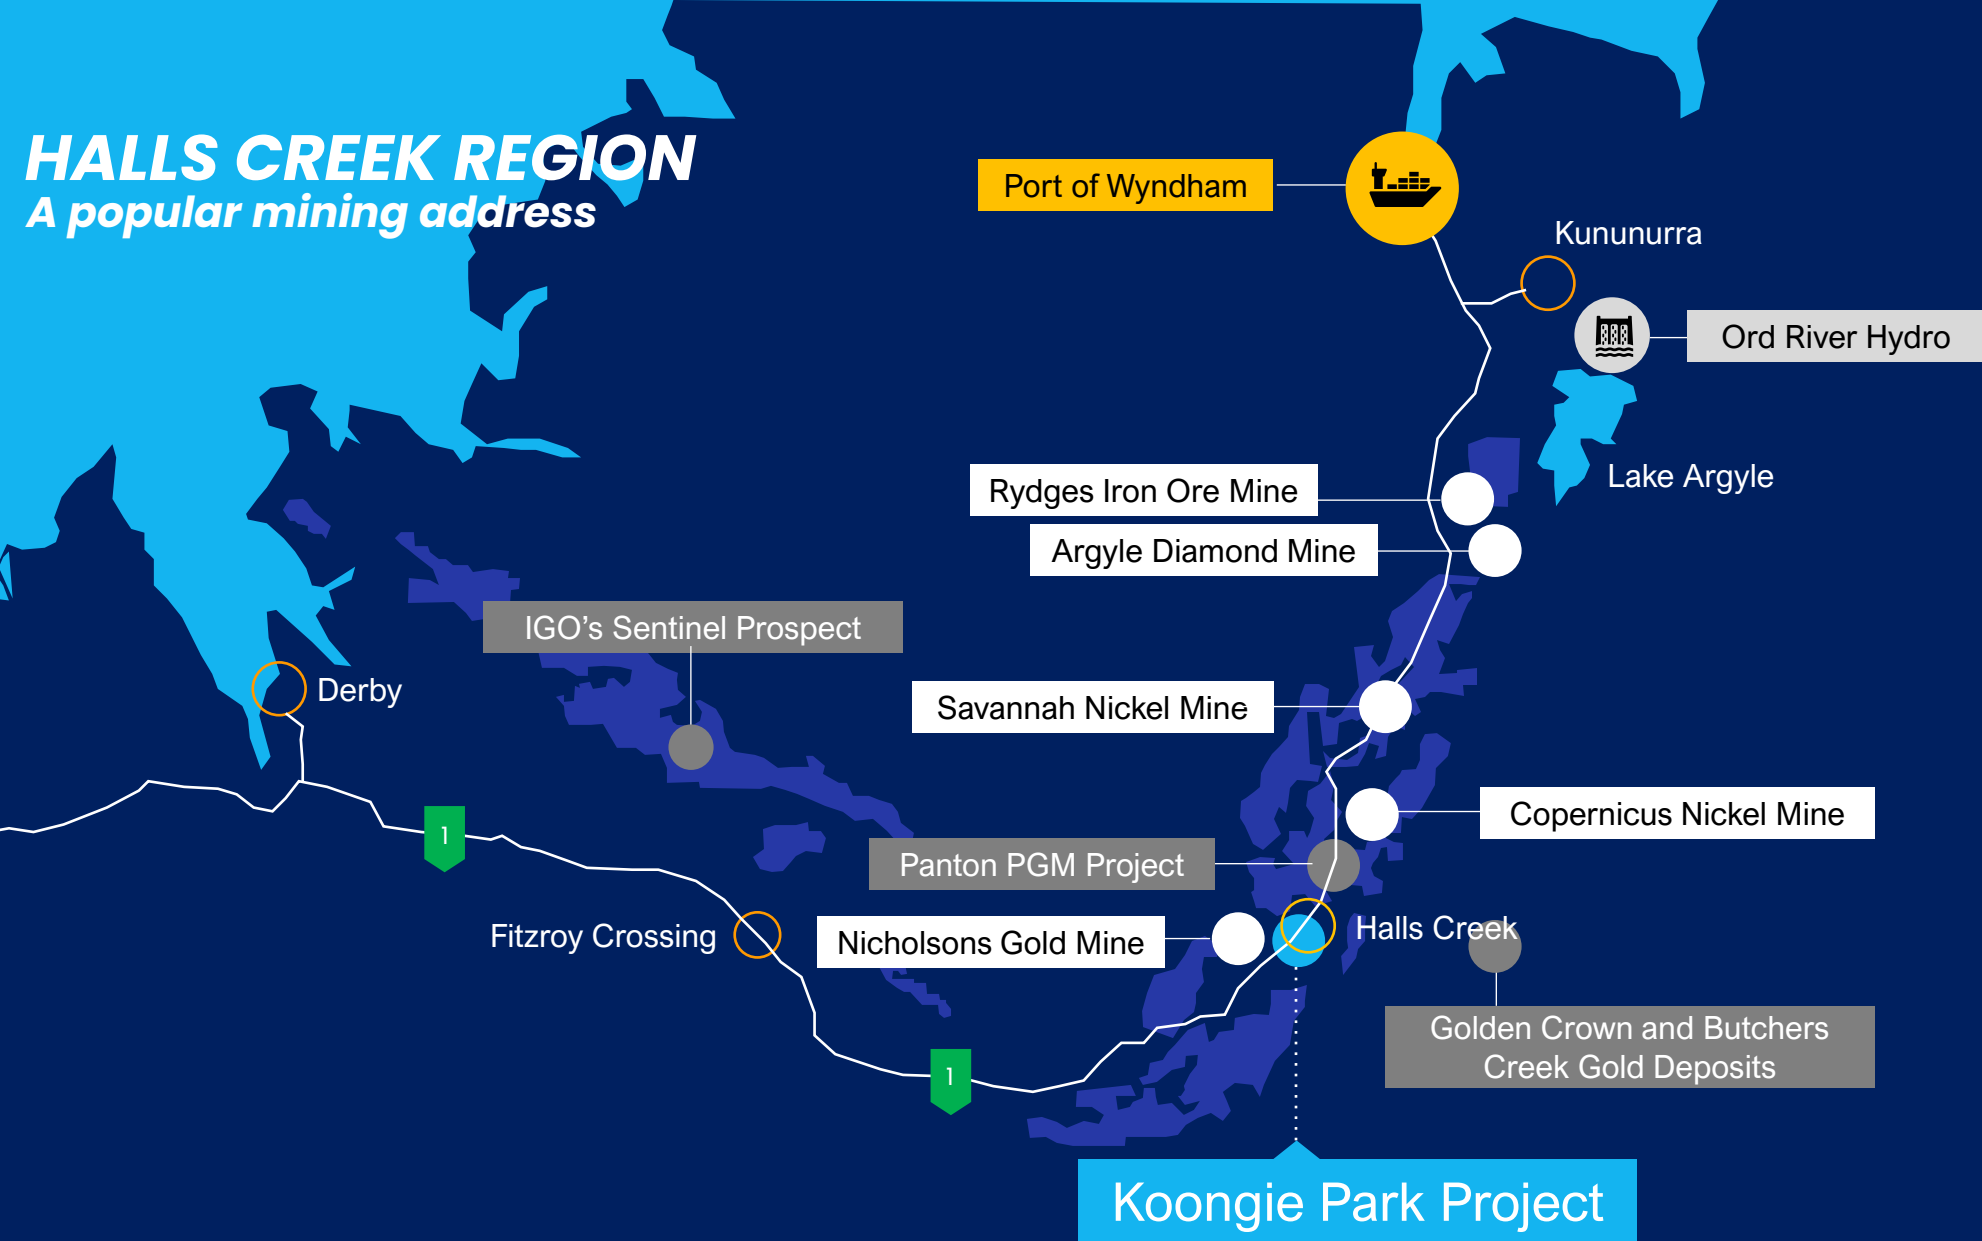 HALLS CREEK REGION
A popular mining address
Port of Wyndham
Kununurra
Ord River Hydro
Lake Argyle
Rydges Iron Ore Mine
Argyle Diamond Mine
IGO’s Sentinel Prospect
Derby
Savannah Nickel Mine
Copernicus Nickel Mine
1
Panton PGM Project
Fitzroy Crossing
Nicholsons Gold Mine
Halls Creek
Golden Crown and Butchers
Creek Gold Deposits
1
Koongie Park Project